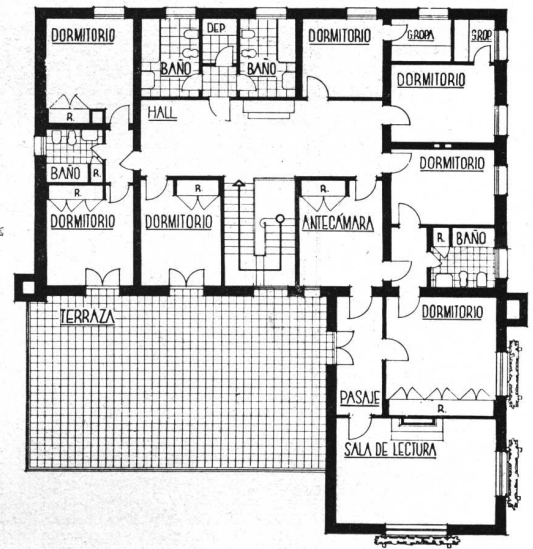 DORMITORIO
DEP
DORMITORIO
G.ROPA
G.ROP
BAÑO
BAÑO
DORMITORIO
R.
HALL
DORMITORIO
BAÑO
R.
R.
R.
R.
DORMITORIO
DORMITORIO
ANTECÁMARA
R.
BAÑO
TERRAZA
DORMITORIO
PASAJE
R.
SALA DE LECTURA